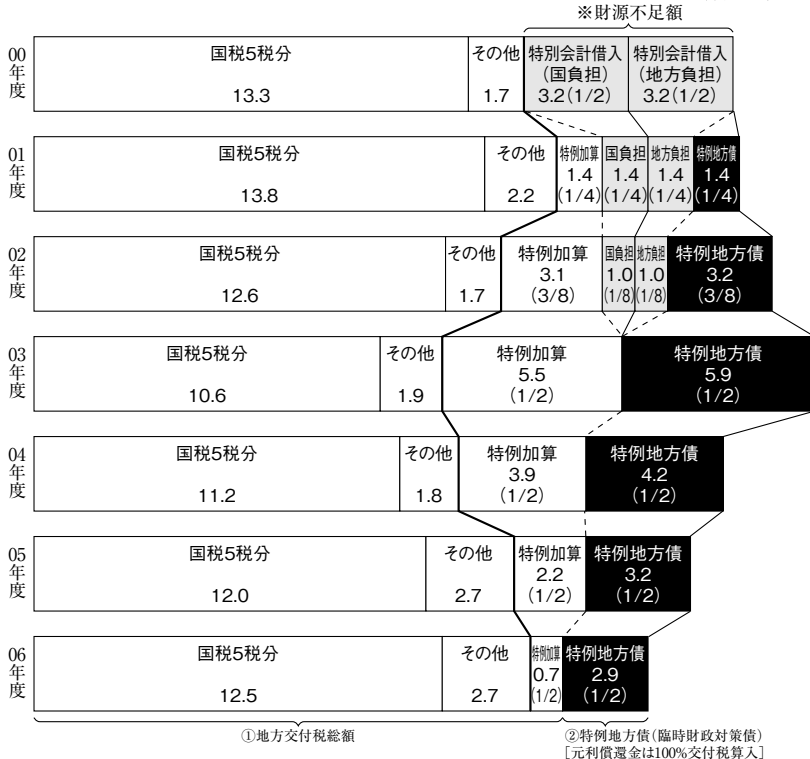 ※財源不足額
00年度
国税5税分
13.3
その他
1.7
特別会計借入
(国負担)
3.2(1/2)
特別会計借入
(地方負担)
3.2(1/2)
01年度
国税5税分
13.8
その他
2.2
特例加算
1.4
(1/4)
国負担
1.4
(1/4)
地方負担
1.4
(1/4)
特例地方債
1.4
(1/4)
02年度
国税5税分
12.6
その他
1.7
特例加算
3.1
(3/8)
国負担
1.0
(1/8)
地方負担
1.0
(1/8)
特例地方債
3.2
(3/8)
03年度
国税5税分
10.6
その他
1.9
特例加算
5.5
(1/2)
特例地方債
5.9
(1/2)
04年度
国税5税分
11.2
その他
1.8
特例加算
3.9
(1/2)
特例地方債
4.2
(1/2)
05年度
国税5税分
12.0
その他
2.7
特例加算
2.2
(1/2)
特例地方債
3.2
(1/2)
06年度
国税5税分
12.5
その他
2.7
特例加算
0.7
(1/2)
特例地方債
2.9
(1/2)
①地方交付税総額
②特例地方債(臨時財政対策債)
[元利償還金は100%交付税算入]